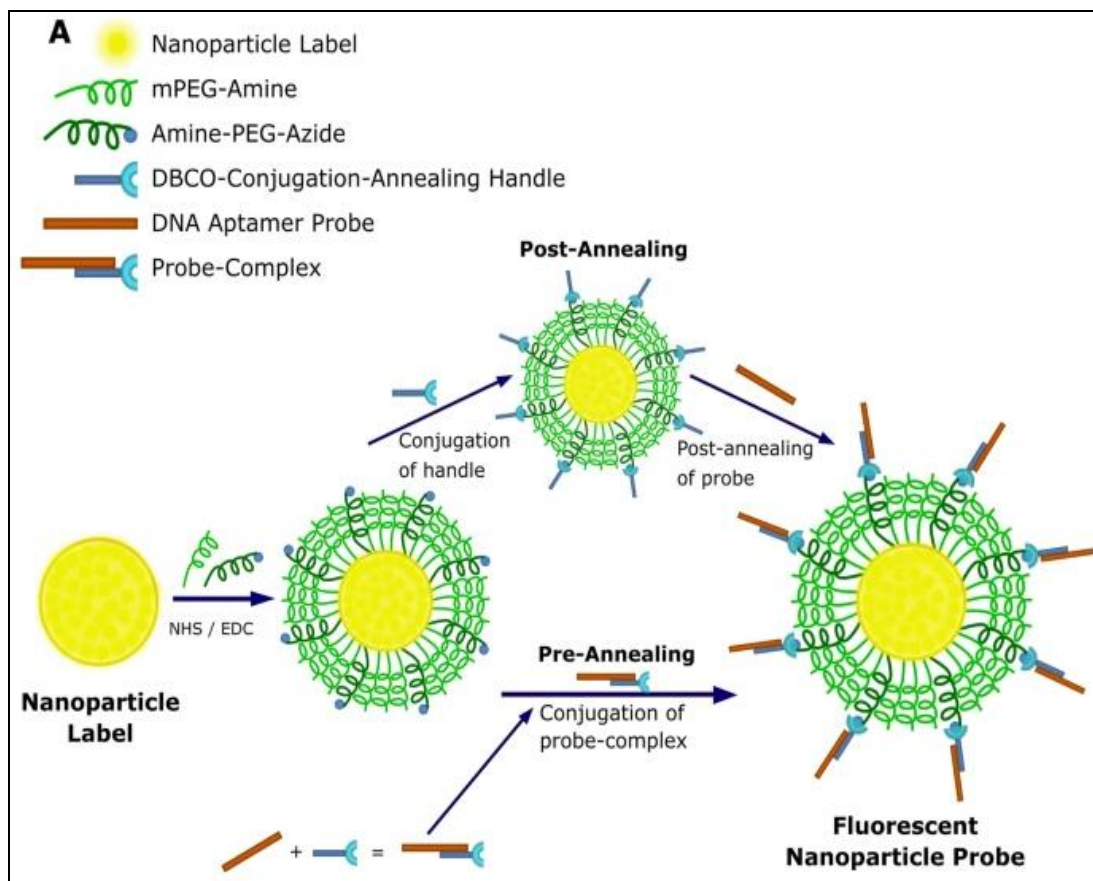 A
Nanoparticle Label
mPEG-Amine
Amine-PEG-Azide
DBCO-Conjugation-Annealing Handle
DNA Aptamer Probe
Probe-Complex
Post-Annealing
Conjugation
of handle
Post-annealing
of probe
NHS / EDC
Nanoparticle
Label
Pre-Annealing
Conjugation of
probe-complex
+ =
Fluorescent
Nanoparticle Probe